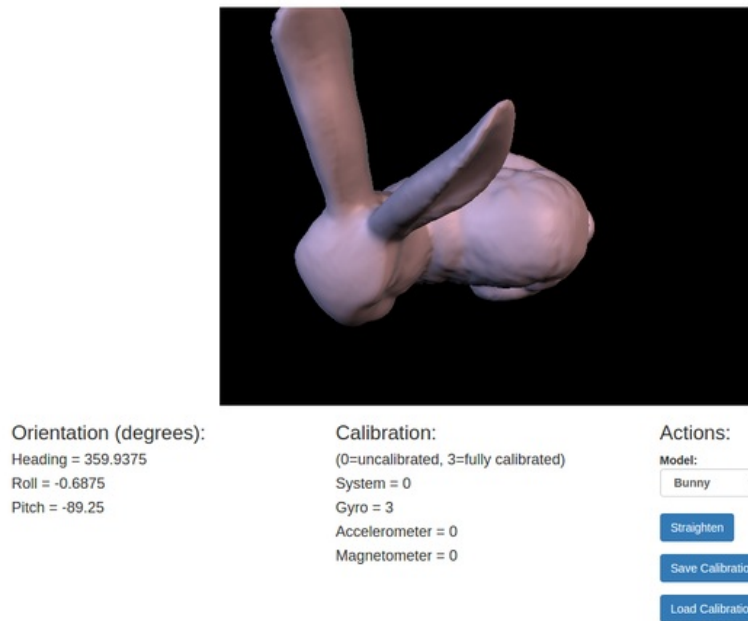 Orientation (degrees):
Heading = 359.9375
Roll = -0.6875
Pitch = -89.25
Calibration:
(0=uncalibrated, 3=fully calibrated)
System = 0
Gyro = 3
Accelerometer = 0
Magnetometer = 0
Actions:
Model:
Bunny
Straighten
Save Calibratio
Load Calibratio